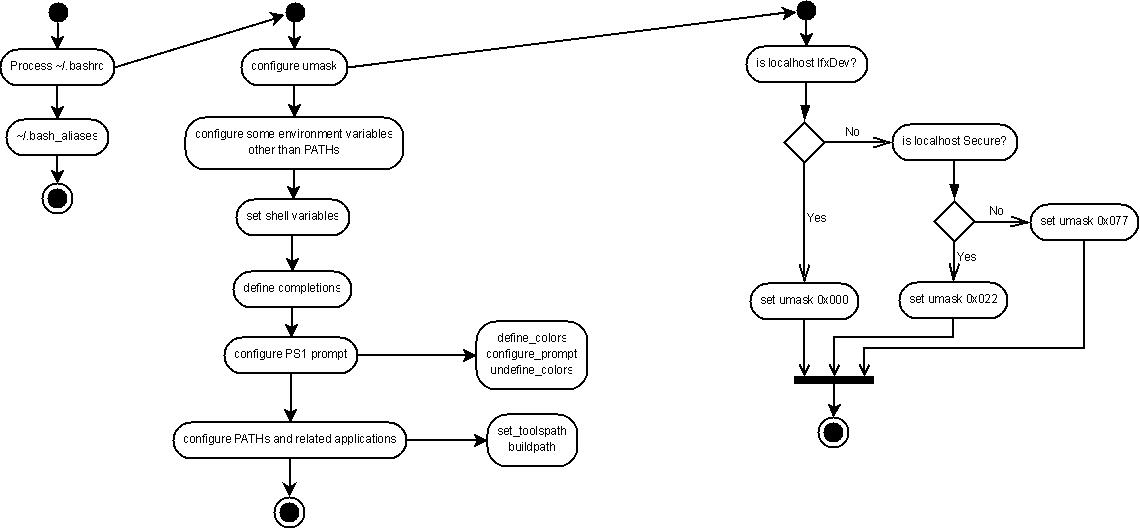 Process ~/.bashrc
~/.bash_aliases
configure umask
configure some environment variables
other than PATHs
set shell variables
define completions
configure PS1 prompt
define_colors
configure_prompt
undefine_colors
configure PATHs and related applications
set_toolspath
buildpath
is localhost IfxDev?
No
is localhost Secure?
Yes
No
set umask 0x077
Yes
set umask 0x000
set umask 0x022